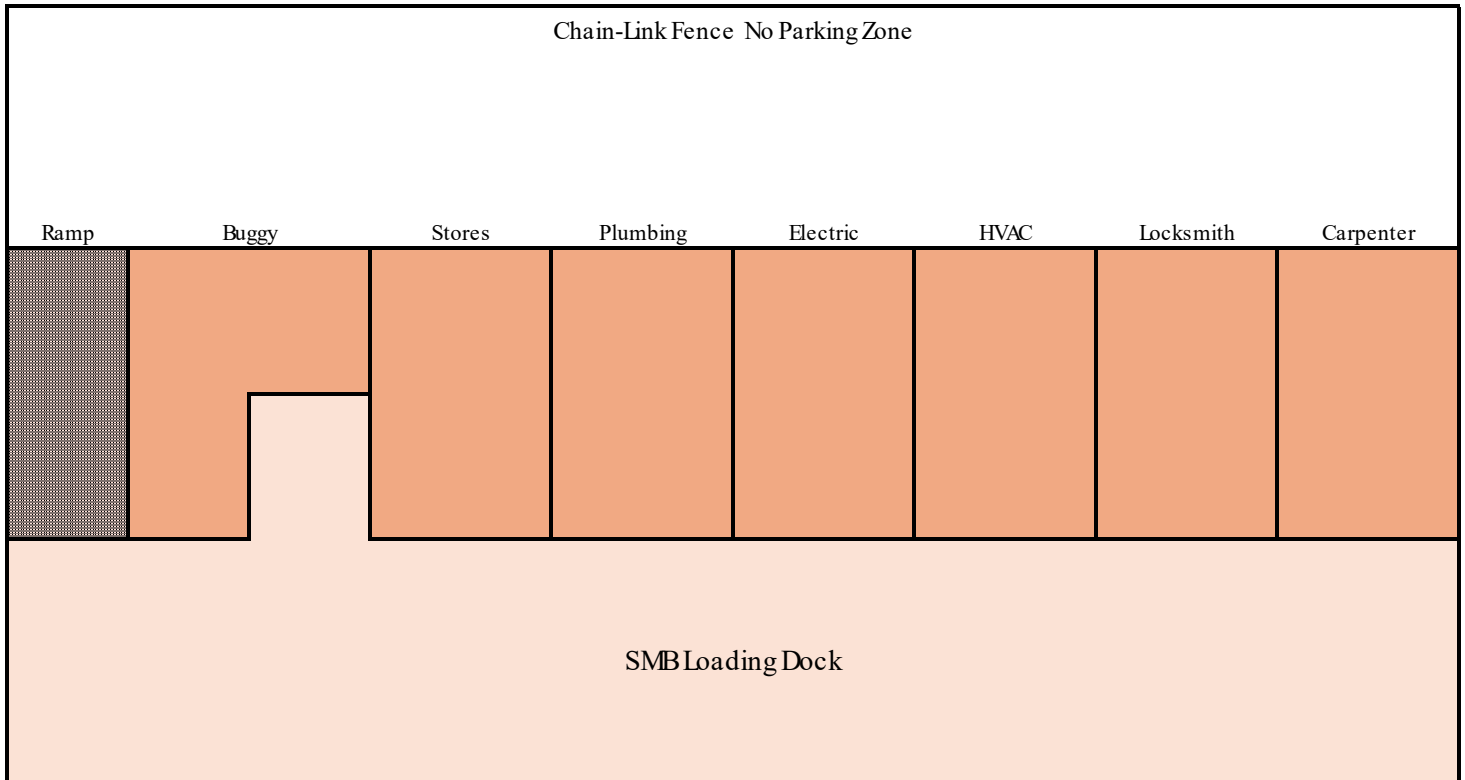 Chain-Link Fence No Parking Zone
Ramp Buggy Stores Plumbing Electric HVAC Locksmith Carpenter
SMB Loading Dock